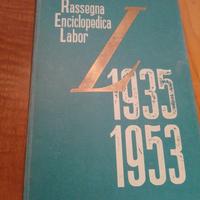 Rassegna
Enciclopedica
Labor
L
1935
1953